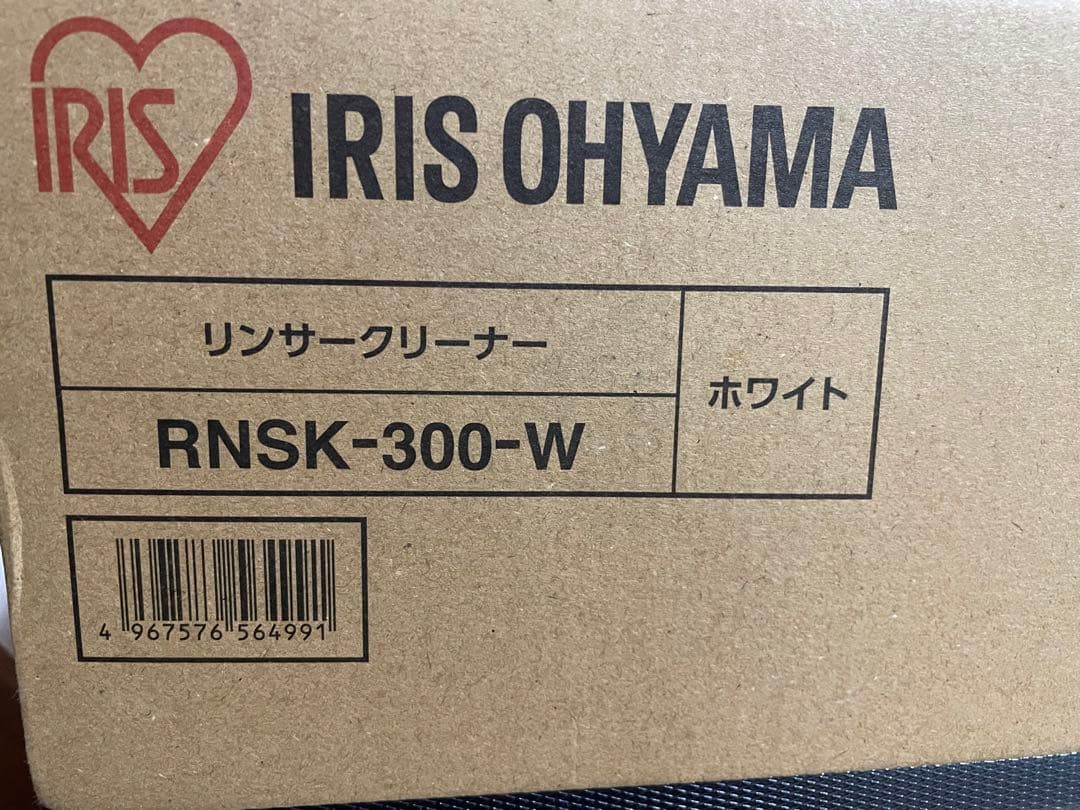 IRIS
IRIS OHYAMA
リンサークリーナー
ホワイト
RNSK-300-W
4 967576 564991